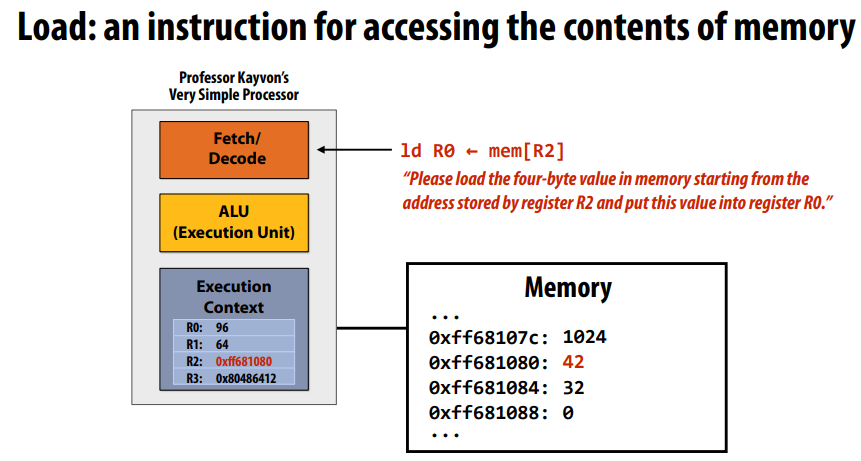 Load: an instruction for accessing the contents of memory
Professor Kayvon's
Very Simple Processor
Fetch/
Decode
ld R0 ← mem[R2]
“Please load the four-byte value in memory starting from the
address stored by register R2 and put this value into register R0.”
ALU
(Execution Unit)
Execution
Context
R0: 96
R1: 64
R2: 0xff681080
R3: 0x80486412
Memory
...
0xff68107c: 1024
0xff681080: 42
0xff681084: 32
0xff681088: 0
...